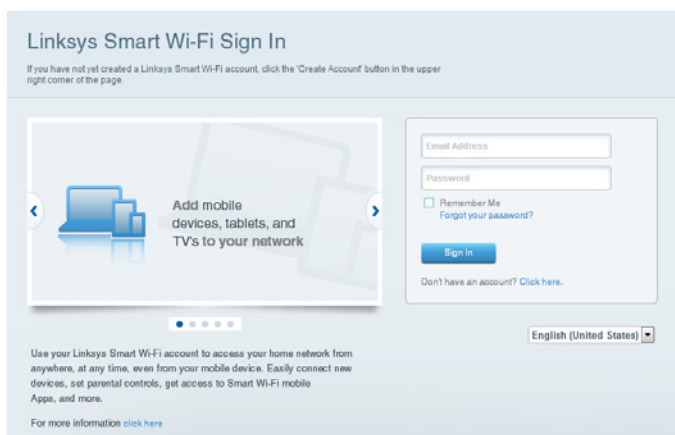 Linksys Smart Wi-Fi Sign In
If you have not yet created a Linksys Smart Wi-Fi account, click the 'Create Account' button in the upper
right corner of the page.
Add mobile
devices, tablets, and
TV's to your network
Email Address
Password
Remember Me
Forgot your password?
Sign In
Don't have an account? Click here.
English (United States)
Use your Linksys Smart Wi-Fi account to access your home network from
anywhere, at any time, even from your mobile device. Easily connect new
devices, set parental controls, get access to Smart Wi-Fi mobile
Apps, and more.
For more information click here